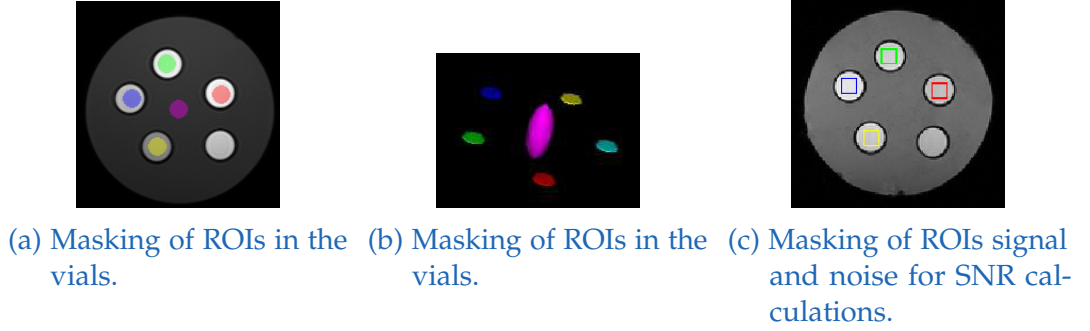 (a) Masking of ROIs in the vials.
(b) Masking of ROIs in the vials.
(c) Masking of ROIs signal and noise for SNR cal-culations.